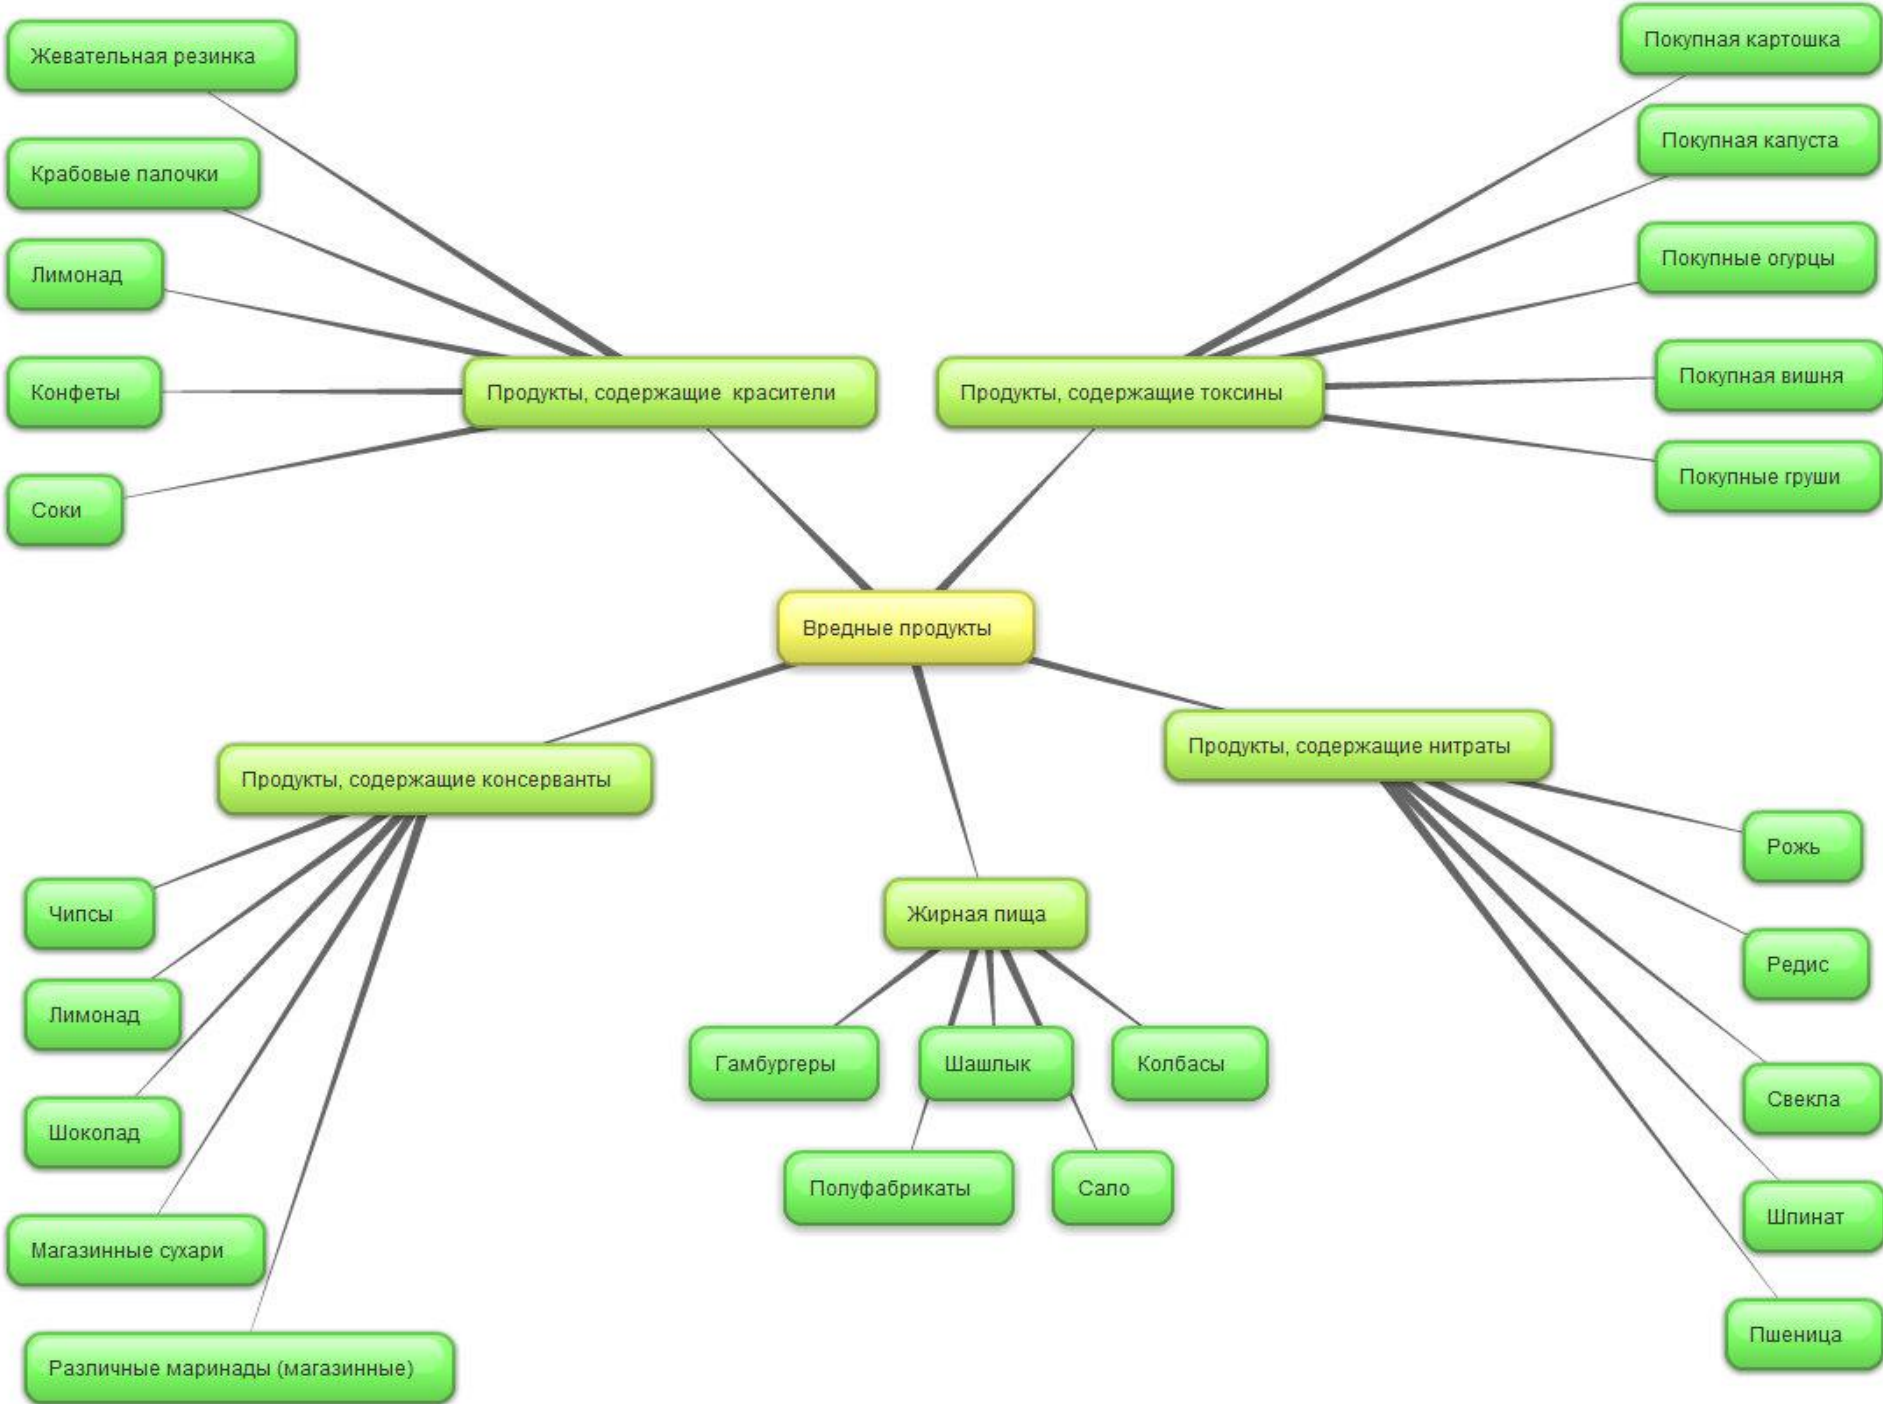 Жевательная резинка
Крабовые палочки
Лимонад
Конфеты
Соки
Продукты, содержащие красители
Покупная картошка
Покупная капуста
Покупные огурцы
Покупная вишня
Покупные груши
Продукты, содержащие токсины
Вредные продукты
Продукты, содержащие консерванты
Чипсы
Лимонад
Шоколад
Магазинные сухари
Различные маринады (магазинные)
Жирная пища
Гамбургеры
Шашлык
Колбасы
Полуфабрикаты
Сало
Продукты, содержащие нитраты
Рожь
Редис
Свекла
Шпинат
Пшеница